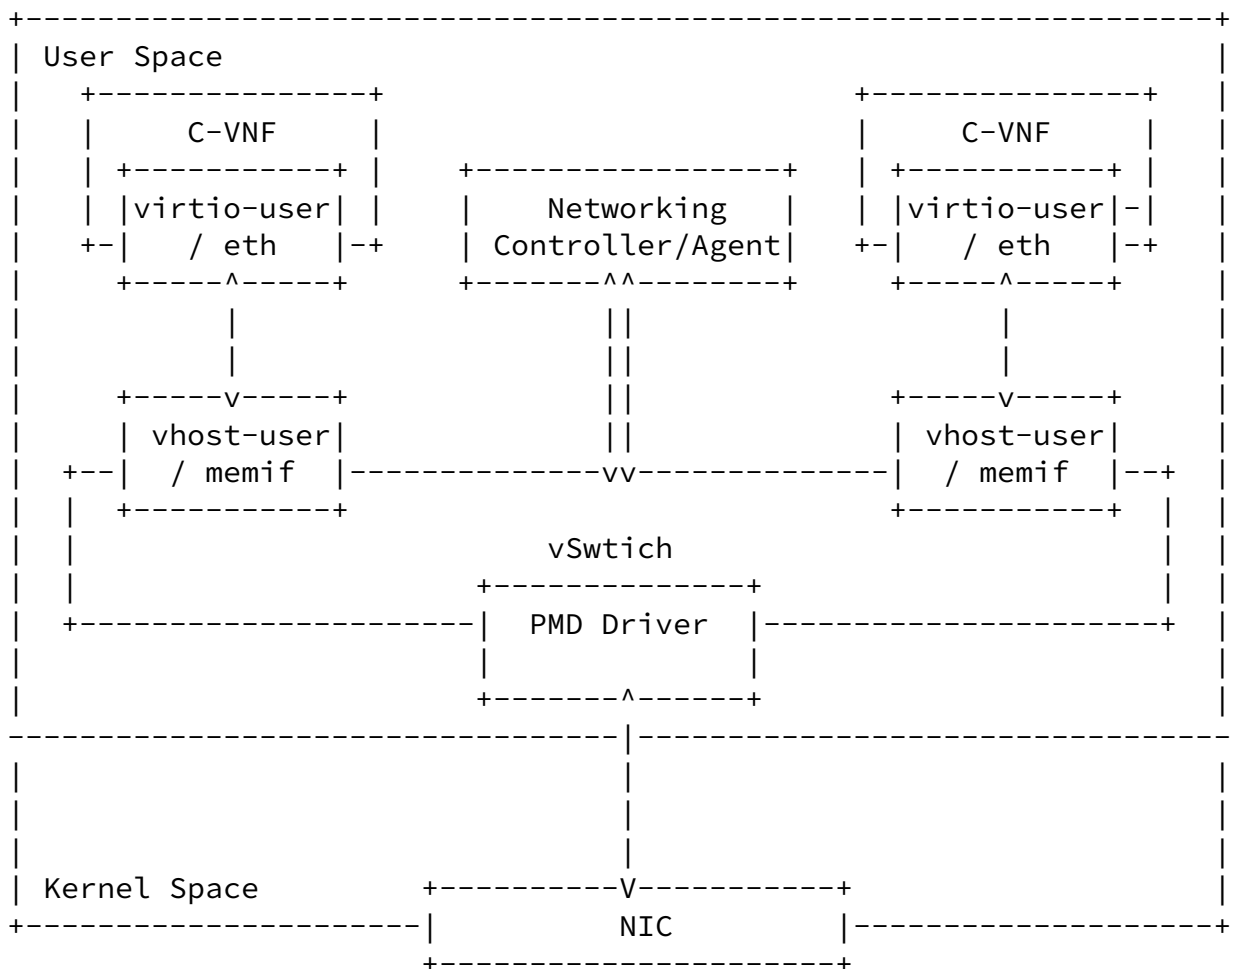 User Space
C-VNF C-VNF
virtio-user Networking virtio-user
/ eth Controller/Agent / eth
vhost-user vhost-user
/ memif / memif
vSwtich
PMD Driver
Kernel Space
NIC